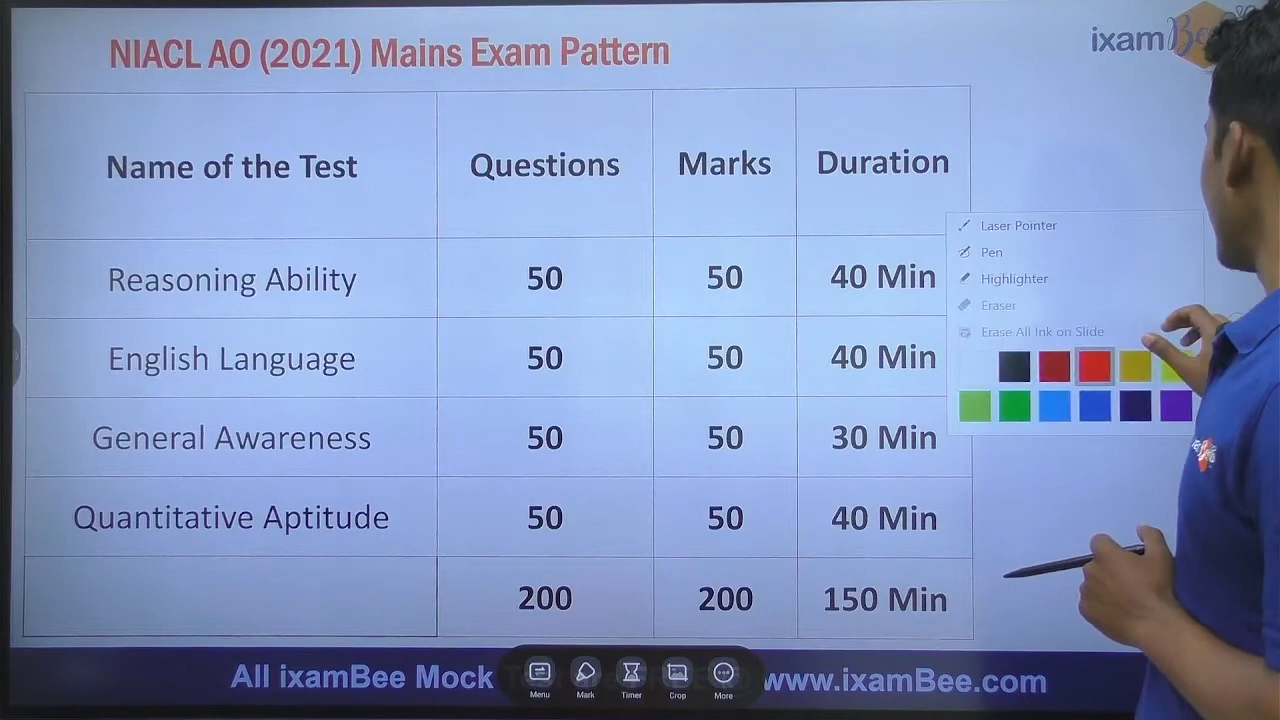 NIACL AO (2021) Mains Exam Pattern
ixamBee
Name of the Test Questions Marks Duration
Reasoning Ability 50 50 40 Min
English Language 50 50 40 Min
General Awareness 50 50 30 Min
Quantitative Aptitude 50 50 40 Min
200 200 150 Min
Laser Pointer
Pen
Highlighter
Eraser
Erase All Ink on Slide
All ixamBee Mock www.ixamBee.com
Menu Mark Timer Crop More